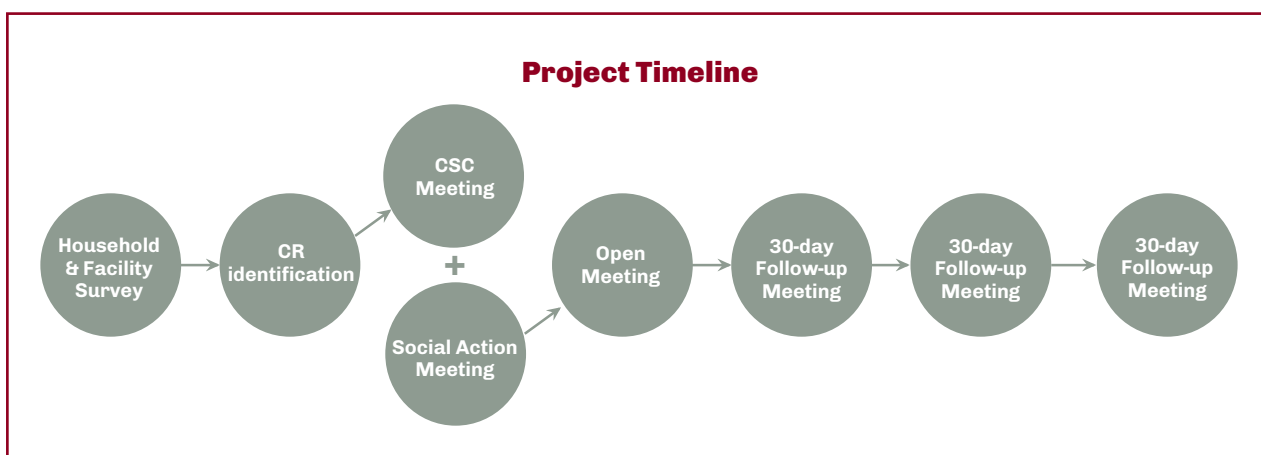 Project Timeline
Household
& Facility
Survey
CR
identification
CSC
Meeting
+
Social Action
Meeting
Open
Meeting
30-day
Follow-up
Meeting
30-day
Follow-up
Meeting
30-day
Follow-up
Meeting